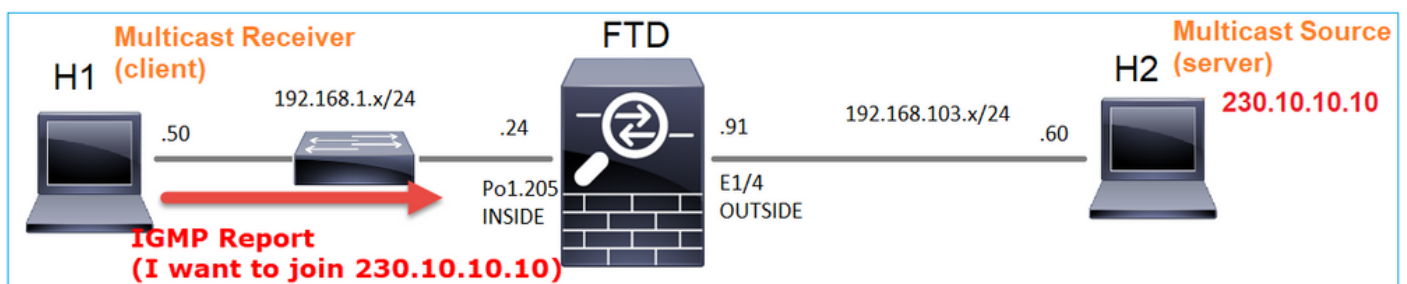 Multicast Receiver
(client)
H1
192.168.1.x/24
.50
.24
FTD
.91
192.168.103.x/24
.60
Multicast Source
(server)
H2
230.10.10.10
Po1.205
INSIDE
E1/4
OUTSIDE
IGMP Report
(I want to join 230.10.10.10)